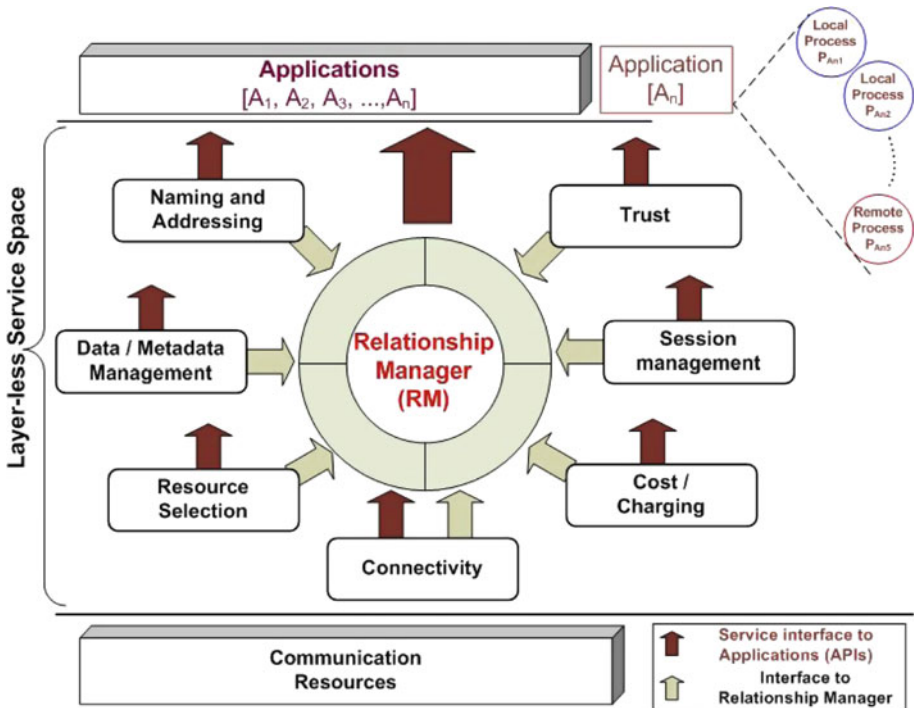 Applications
[A1, A2, A3, ...,An]
Application
[An]
Local
Process
PAn1
Local
Process
PAn2
Remote
Process
PAn5
Layer-less Service Space
Naming and
Addressing
Trust
Data / Metadata
Management
Relationship
Manager
(RM)
Session
management
Resource
Selection
Cost /
Charging
Connectivity
Communication
Resources
Service interface to
Applications (APIs)
Interface to
Relationship Manager